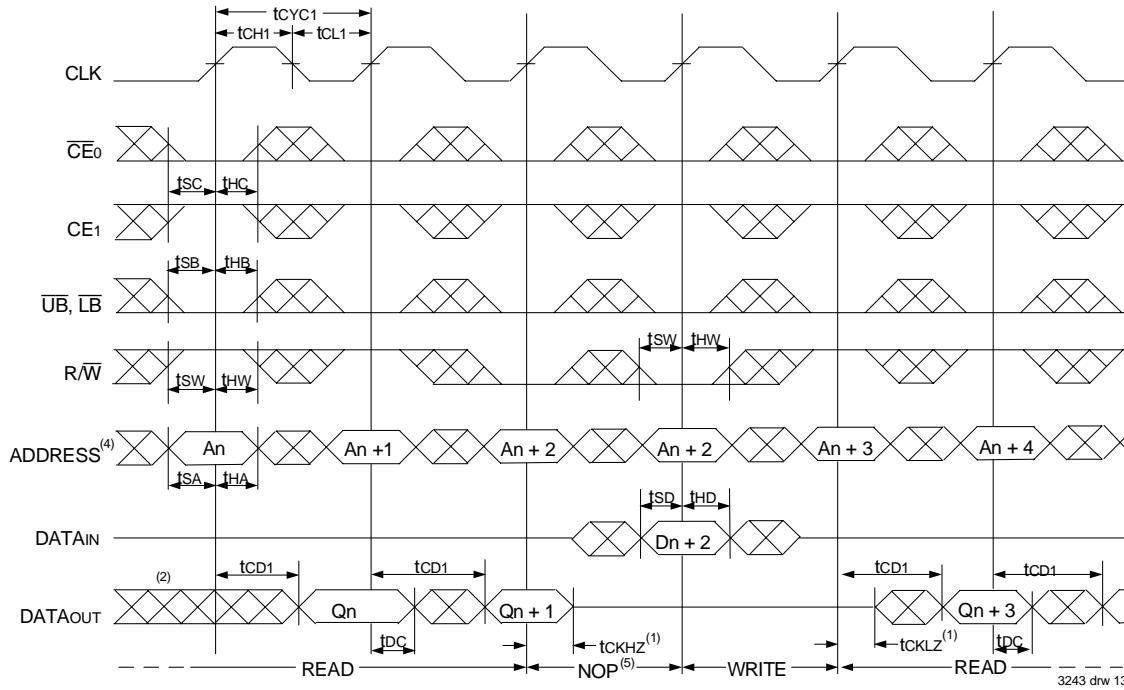 tCYC1
tCH1 tCL1
CLK
CE0
tSC tHC
CE1
tSB tHB
UB, LB
tSW tHW
R/W
tSW tHW
ADDRESS(4) An An +1 An + 2 An + 2 An + 3 An + 4
tSA tHA
tSD tHD
DATAIN Dn + 2
(2) tCD1 tCD1 tCD1 tCD1
DATAOUT Qn Qn + 1 Qn + 3
tDC tCKHZ(1) tCKLZ(1) tDC
READ NOP(5) WRITE READ
3243 drw 13